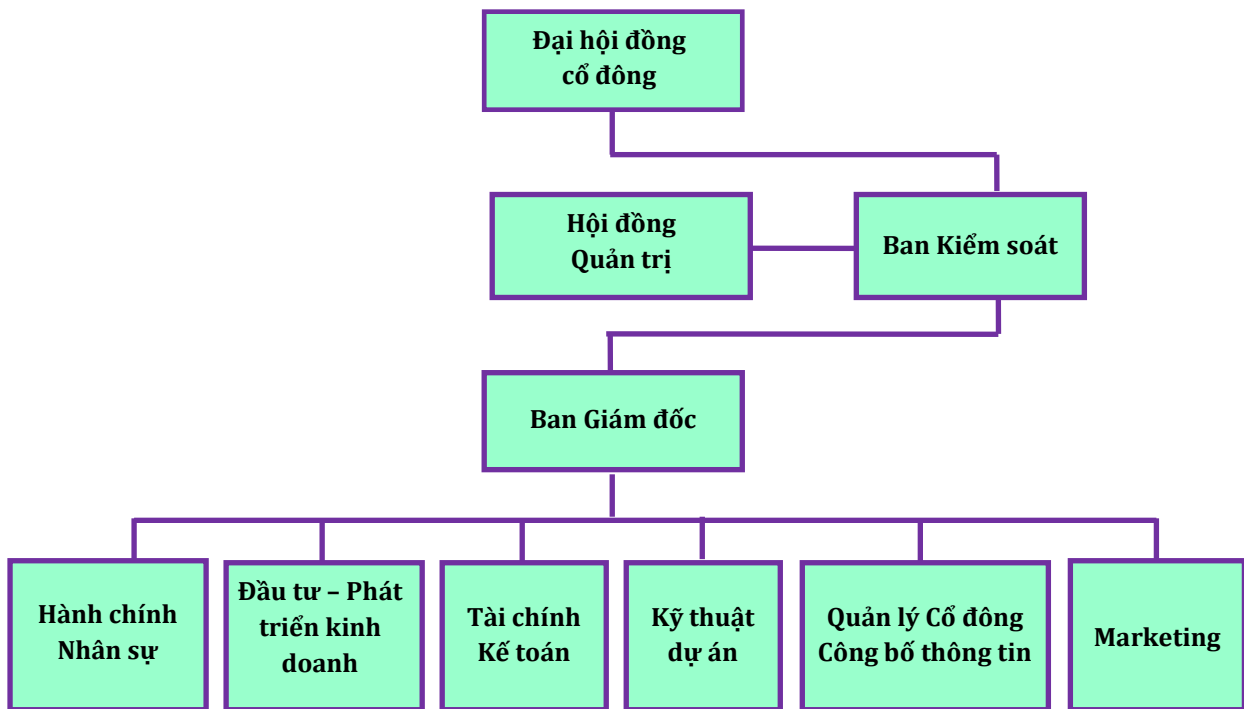 Đại hội đồng
cổ đông
Hội đồng
Quản trị
Ban Kiểm soát
Ban Giám đốc
Hành chính
Nhân sự
Đầu tư – Phát
triển kinh
doanh
Tài chính
Kế toán
Kỹ thuật
dự án
Quản lý Cổ đông
Công bố thông tin
Marketing